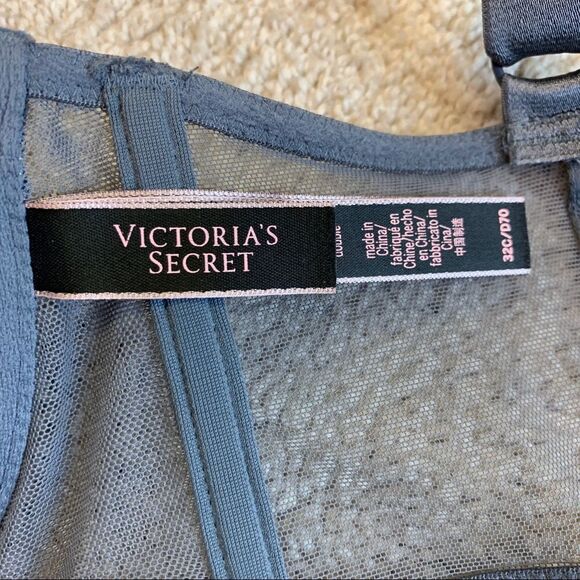 VICTORIA'S
SECRET
double
made in
China/
fabriqué en
Chine/hecho
en China/
fabbricato in
Cina/
中国制造
32C/D70